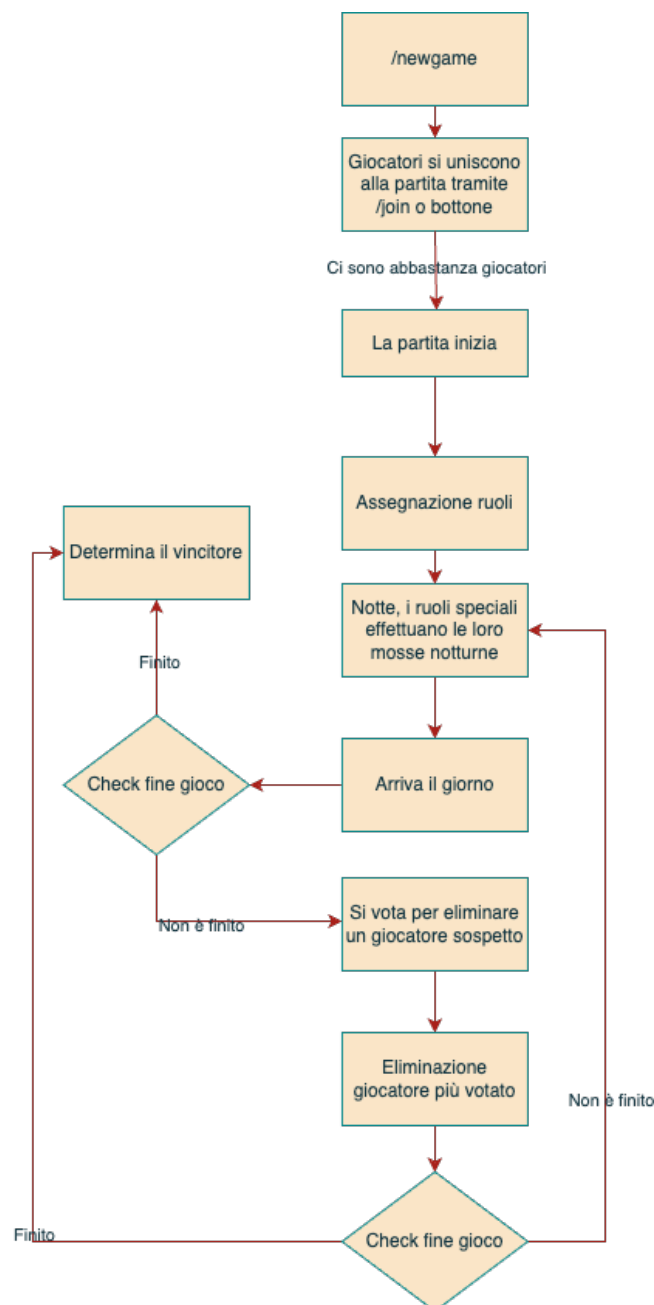 /newgame
Giocatori si uniscono
alla partita tramite
/join o bottone
Ci sono abbastanza giocatori
La partita inizia
Assegnazione ruoli
Determina il vincitore
Notte, i ruoli speciali
effettuano le loro
mosse notturne
Finito
Check fine gioco
Arriva il giorno
Non è finito
Si vota per eliminare
un giocatore sospetto
Eliminazione
giocatore più votato
Non è finito
Finito
Check fine gioco